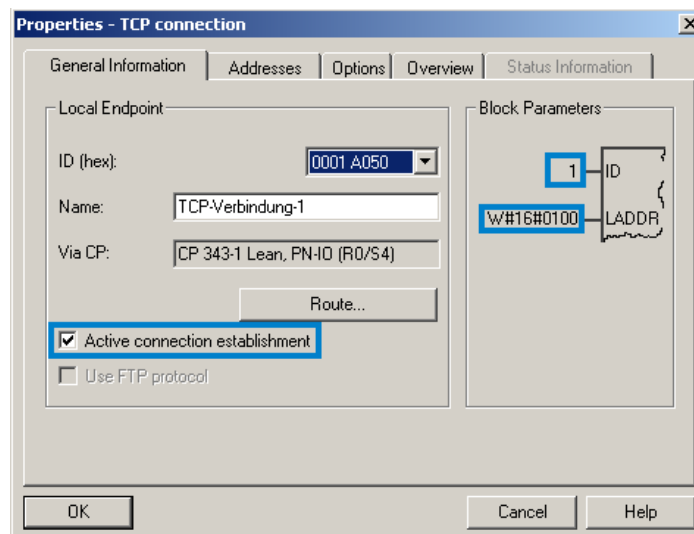 Properties - TCP connection
General Information Addresses Options Overview Status Information
Local Endpoint
ID (hex): 0001 A050
Name: TCP-Verbindung-1
Via CP: CP 343-1 Lean, PN-IO (R0/S4)
Route...
Active connection establishment
Use FTP protocol
Block Parameters
1 ID
W#16#0100 LADDR
OK Cancel Help